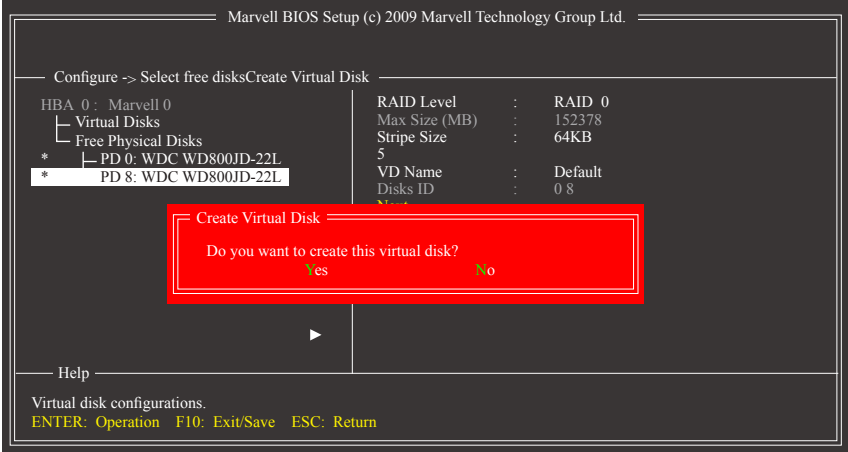 Marvell BIOS Setup (c) 2009 Marvell Technology Group Ltd.
Configure -> Select free disksCreate Virtual Disk
HBA 0 : Marvell 0
Virtual Disks
Free Physical Disks
* PD 0: WDC WD800JD-22L
* PD 8: WDC WD800JD-22L
RAID Level : RAID 0
Max Size (MB) : 152378
Stripe Size : 64KB
5
VD Name : Default
Disks ID : 0 8
Next
Create Virtual Disk
Do you want to create this virtual disk?
Yes No
Help
Virtual disk configurations.
ENTER: Operation F10: Exit/Save ESC: Return